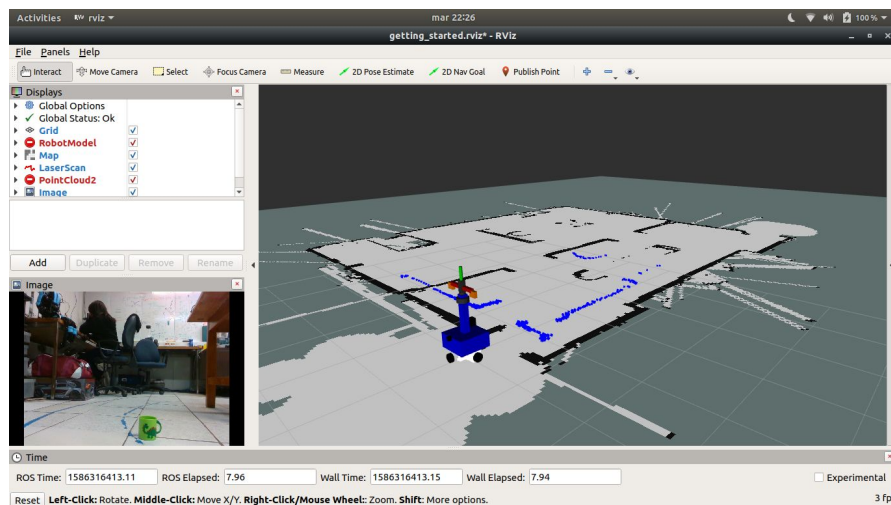 Activities rviz mar 22:26 100 %
getting_started.rviz* - RViz
File Panels Help
Interact Move Camera Select Focus Camera Measure 2D Pose Estimate 2D Nav Goal Publish Point
Displays
Global Options
Global Status: Ok
Grid
RobotModel
Map
LaserScan
PointCloud2
Image
Add Duplicate Remove Rename
Image
Time
ROS Time: 1586316413.11 ROS Elapsed: 7.96 Wall Time: 1586316413.15 Wall Elapsed: 7.94 Experimental
Reset Left-Click: Rotate. Middle-Click: Move X/Y. Right-Click/Mouse Wheel:: Zoom. Shift: More options. 3 fp